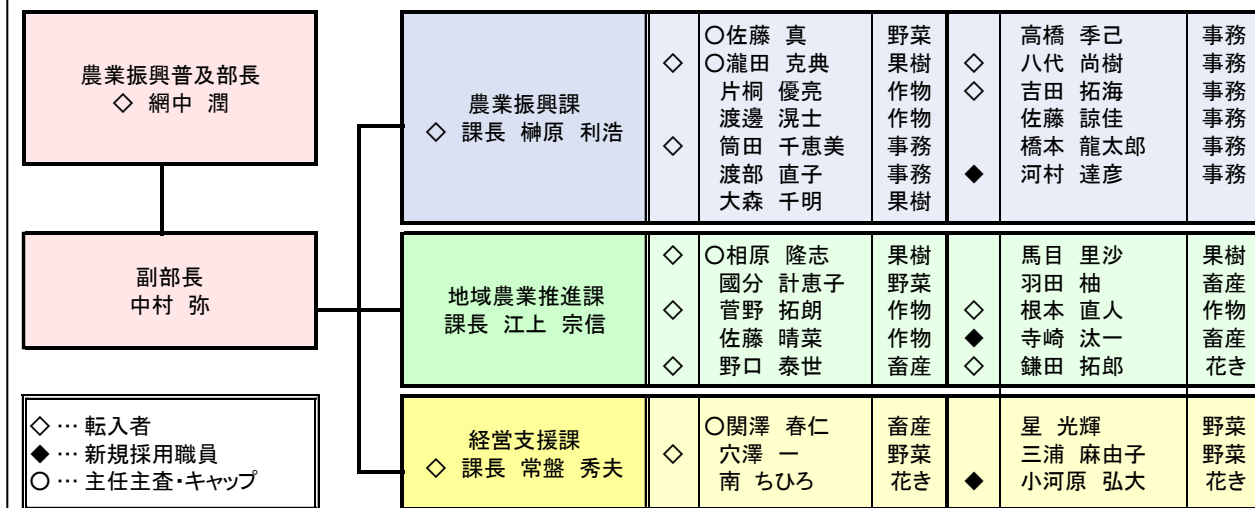 農業振興普及部長
◇ 網中 潤
副部長
中村 弥
◇ … 転入者
◆ … 新規採用職員
〇 … 主任主査・キャップ
農業振興課
◇ 課長 榊原 利浩
〇佐藤 真 野菜 高橋 季己 事務
◇ 〇瀧田 克典 果樹 ◇ 八代 尚樹 事務
片桐 優亮 作物 ◇ 吉田 拓海 事務
渡邊 滉士 作物 佐藤 諒佳 事務
◇ 筒田 千恵美 事務 橋本 龍太郎 事務
渡部 直子 事務 ◆ 河村 達彦 事務
大森 千明 果樹
地域農業推進課
課長 江上 宗信
◇ 〇相原 隆志 果樹 馬目 里沙 果樹
國分 計恵子 野菜 羽田 柚 畜産
◇ 菅野 拓朗 作物 ◇ 根本 直人 作物
佐藤 晴菜 作物 ◆ 寺崎 汰一 畜産
◇ 野口 泰世 畜産 ◇ 鎌田 拓郎 花き
経営支援課
◇ 課長 常盤 秀夫
〇関澤 春仁 畜産 星 光輝 野菜
◇ 穴澤 一 野菜 三浦 麻由子 野菜
南 ちひろ 花き ◆ 小河原 弘大 花き